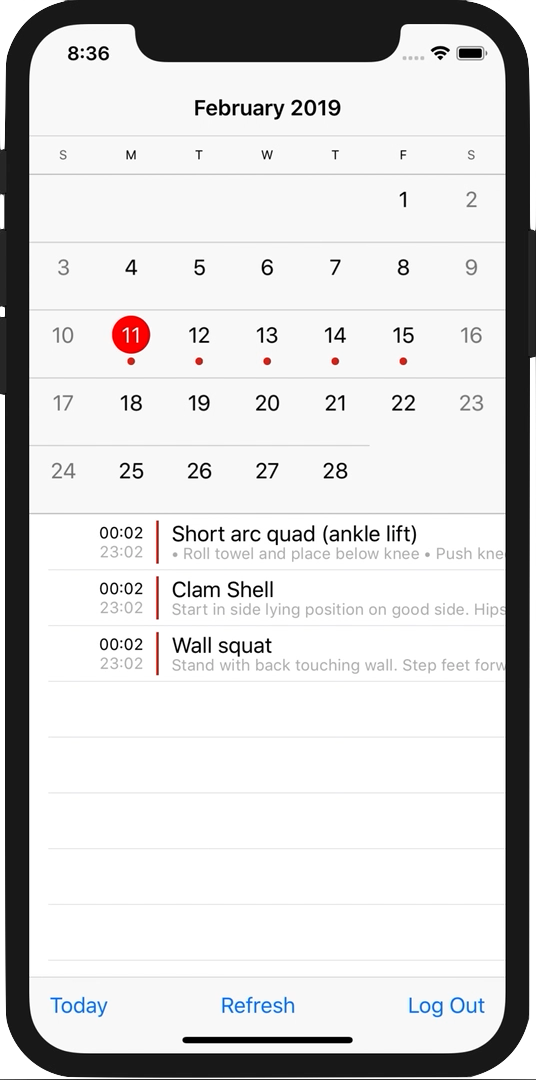 8:36
February 2019
S M T W T F S
1 2
3 4 5 6 7 8 9
10 11 12 13 14 15 16
17 18 19 20 21 22 23
24 25 26 27 28
00:02 Short arc quad (ankle lift)
23:02 • Roll towel and place below knee • Push knee
00:02 Clam Shell
23:02 Start in side lying position on good side. Hips
00:02 Wall squat
23:02 Stand with back touching wall. Step feet forw
Today Refresh Log Out